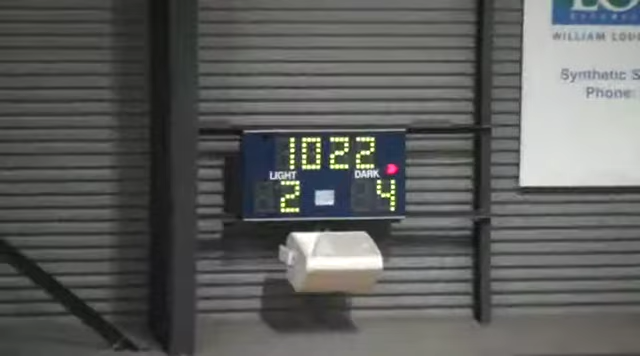 WILLIAM LOU
Synthetic S
Phone:
1022
LIGHT DARK
2 4